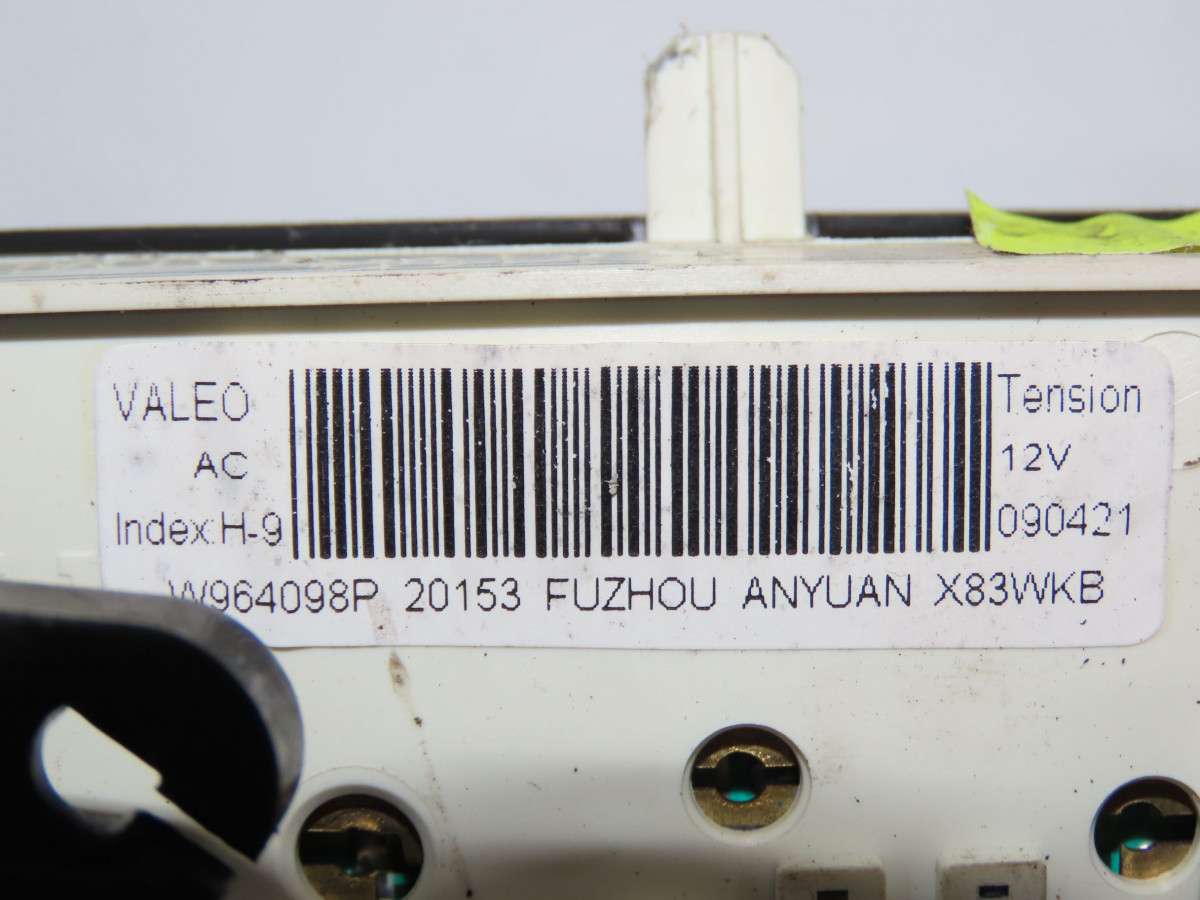 VALEO
AC
Index:H-9
Tension
12V
090421
W964098P 20153 FUZHOU ANYUAN X83WKB